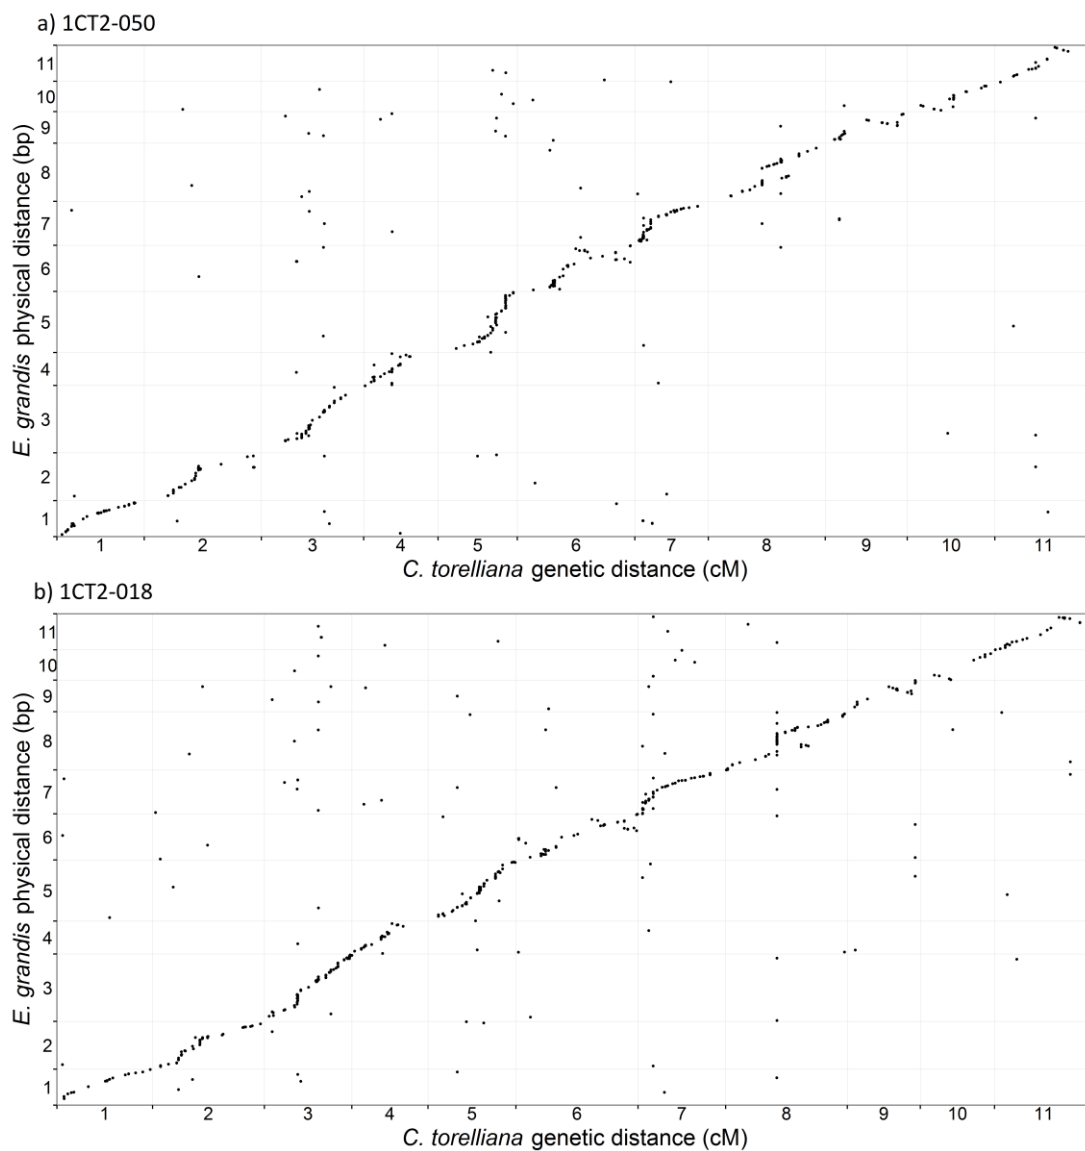 a) 1CT2-050
11
10
9
8
7
6
5
4
3
2
1
E. grandis physical distance (bp)
1 2 3 4 5 6 7 8 9 10 11
C. torelliana genetic distance (cM)
b) 1CT2-018
11
10
9
8
7
6
5
4
3
2
1
E. grandis physical distance (bp)
1 2 3 4 5 6 7 8 9 10 11
C. torelliana genetic distance (cM)